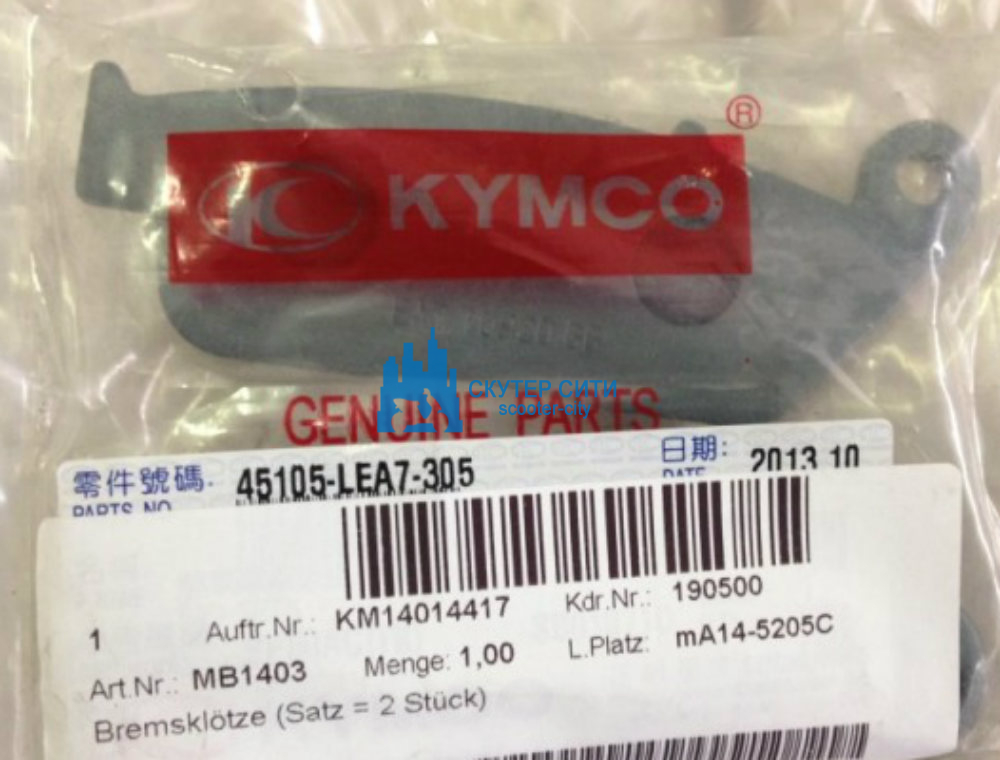 ®
KYMCO
СКУТЕР СИТИ
scooter-city
GENUINE PARTS
零件號碼. 45105-LEA7-305 日期: 2013 10
PARTS NO. DATE
1 Auftr.Nr.: KM14014417 Kdr.Nr.: 190500
Art.Nr.: MB1403 Menge: 1,00 L.Platz: mA14-5205C
Bremsklötze (Satz = 2 Stück)